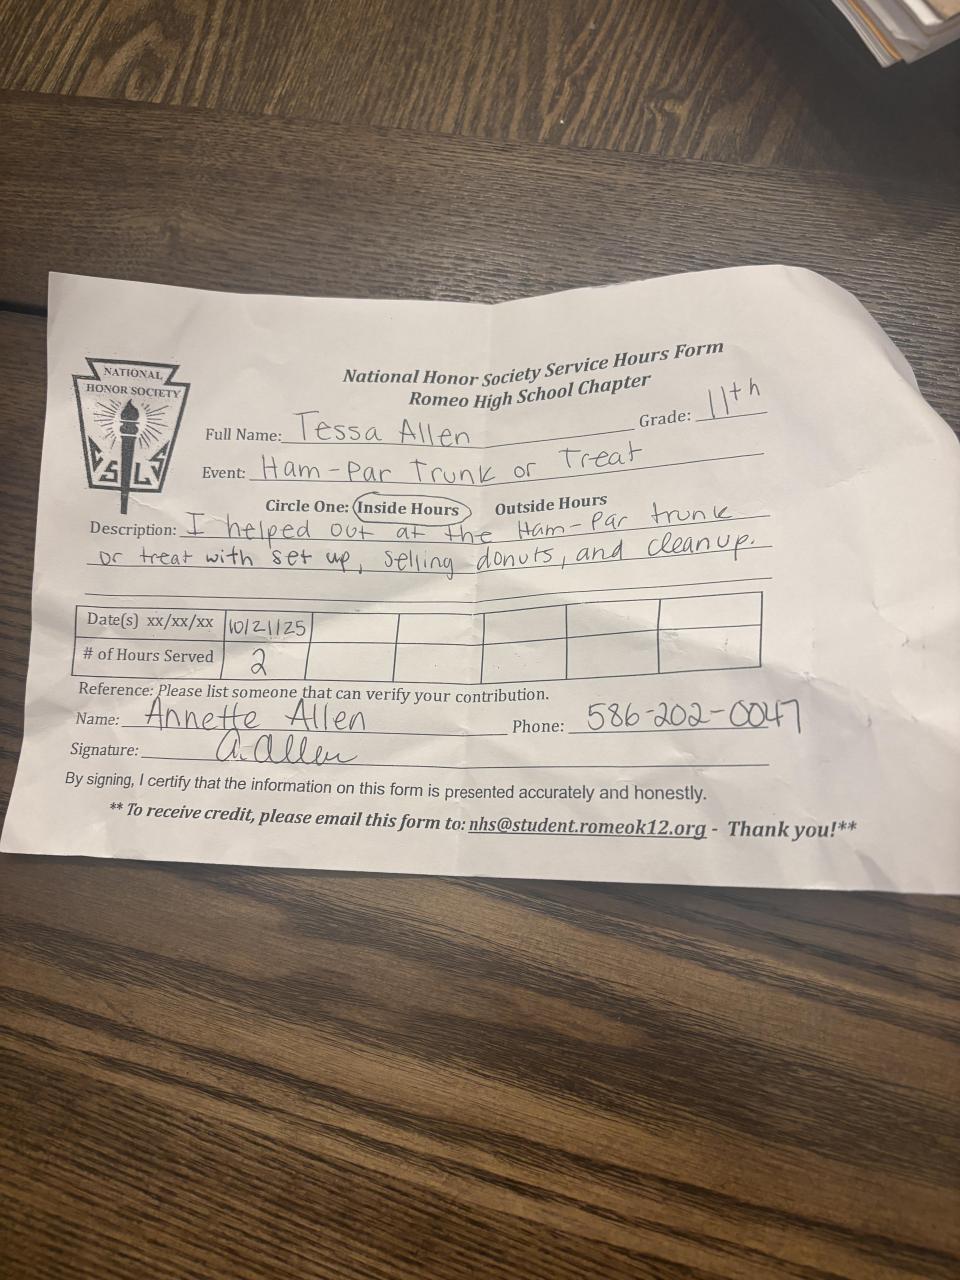 NATIONAL
HONOR SOCIETY
C S L S
National Honor Society Service Hours Form
Romeo High School Chapter
Full Name: Tessa Allen Grade: 11th
Event: Ham-Par Trunk or Treat
Circle One: Inside Hours Outside Hours
Description: I helped out at the Ham-Par trunk
or treat with set up, selling donuts, and cleanup.
Date(s) xx/xx/xx 10/21/25
# of Hours Served 2
Reference: Please list someone that can verify your contribution.
Name: Annette Allen Phone: 586-202-0047
Signature: A. Allen
By signing, I certify that the information on this form is presented accurately and honestly.
** To receive credit, please email this form to: nhs@student.romeok12.org - Thank you!**